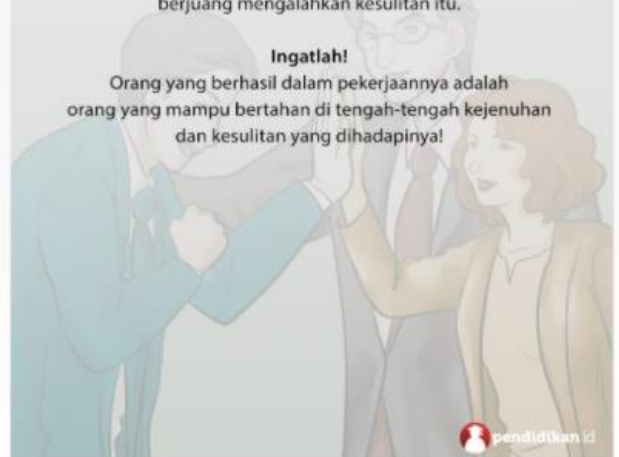 berjuang mengalahkan kesulitan itu.
Ingatlah!
Orang yang berhasil dalam pekerjaannya adalah
orang yang mampu bertahan di tengah-tengah kejenuhan
dan kesulitan yang dihadapinya!
pendidikan.id